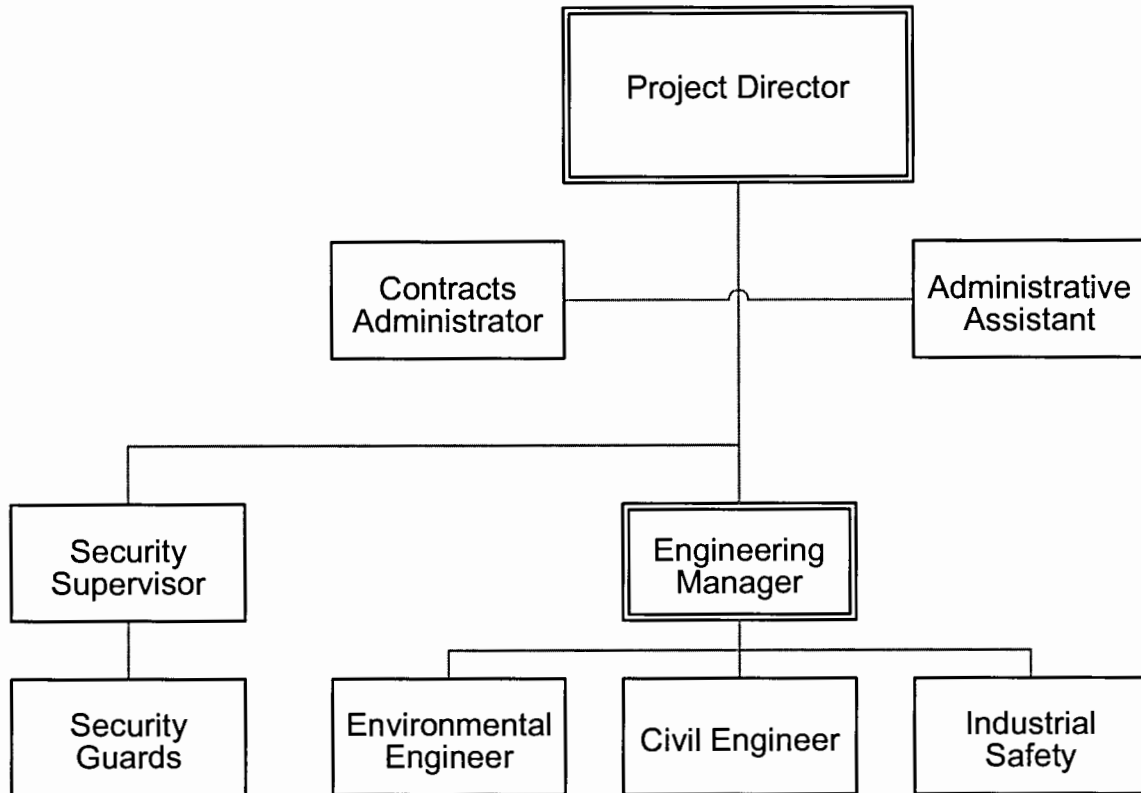 Project Director
Contracts
Administrator
Administrative
Assistant
Security
Supervisor
Engineering
Manager
Security
Guards
Environmental
Engineer
Civil Engineer
Industrial
Safety